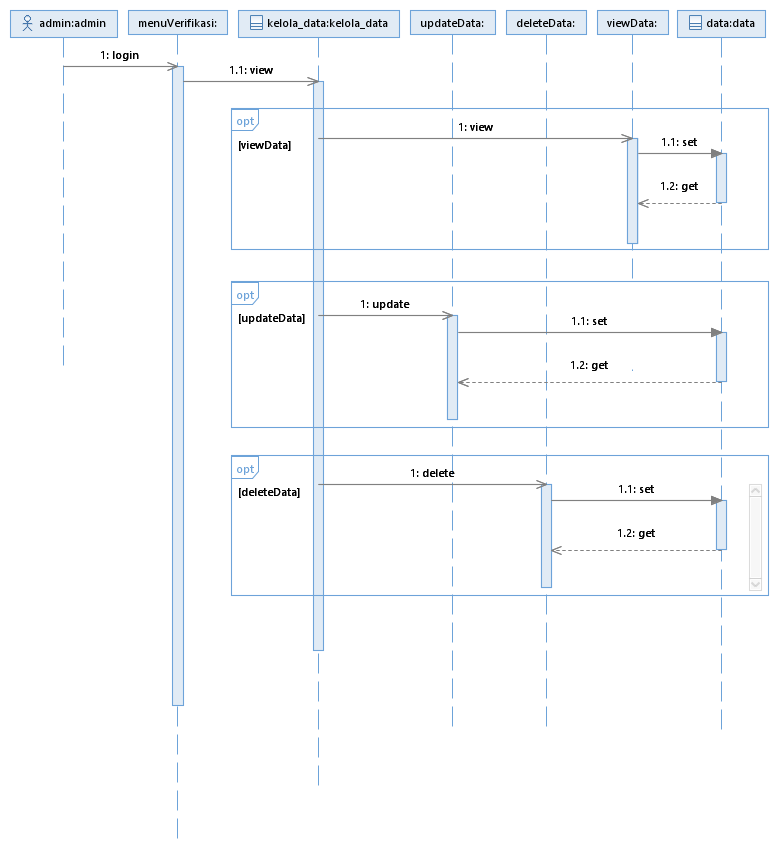 admin:admin
menuVerifikasi:
kelola_data:kelola_data
updateData:
deleteData:
viewData:
data:data
1: login
1.1: view
opt
[viewData]
1: view
1.1: set
1.2: get
opt
[updateData]
1: update
1.1: set
1.2: get
opt
[deleteData]
1: delete
1.1: set
1.2: get